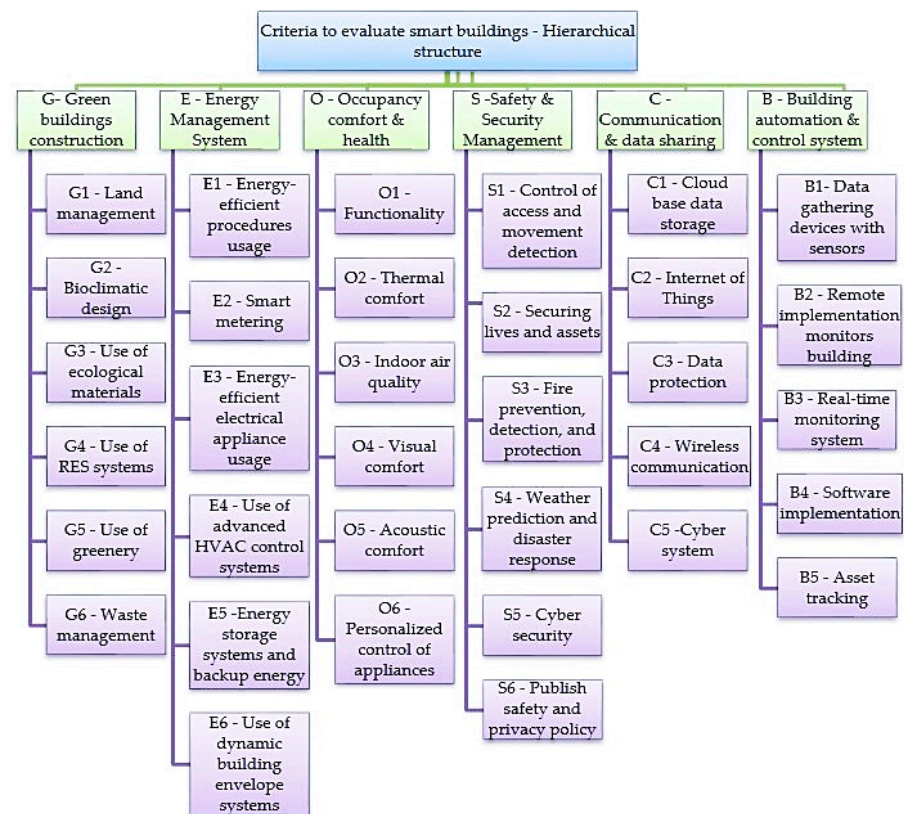 Criteria to evaluate smart buildings - Hierarchical
structure
G- Green
buildings
construction
G1 - Land
management
G2 -
Bioclimatic
design
G3 - Use of
ecological
materials
G4 - Use of
RES systems
G5 - Use of
greenery
G6 - Waste
management
E - Energy
Management
System
E1 - Energy-
efficient
procedures
usage
E2 - Smart
metering
E3 - Energy-
efficient
electrical
appliance
usage
E4 - Use of
advanced
HVAC control
systems
E5 -Energy
storage
systems and
backup energy
E6 - Use of
dynamic
building
envelope
systems
O - Occupancy
comfort &
health
O1 -
Functionality
O2 - Thermal
comfort
O3 - Indoor air
quality
O4 - Visual
comfort
O5 - Acoustic
comfort
O6 -
Personalized
control of
appliances
S -Safety &
Security
Management
S1 - Control of
access and
movement
detection
S2 - Securing
lives and assets
S3 - Fire
prevention,
detection, and
protection
S4 - Weather
prediction and
disaster
response
S5 - Cyber
security
S6 - Publish
safety and
privacy policy
C -
Communication
& data sharing
C1 - Cloud
base data
storage
C2 - Internet of
Things
C3 - Data
protection
C4 - Wireless
communication
C5 -Cyber
system
B - Building
automation &
control system
B1- Data
gathering
devices with
sensors
B2 - Remote
implementation
monitors
building
B3 - Real-time
monitoring
system
B4 - Software
implementation
B5 - Asset
tracking